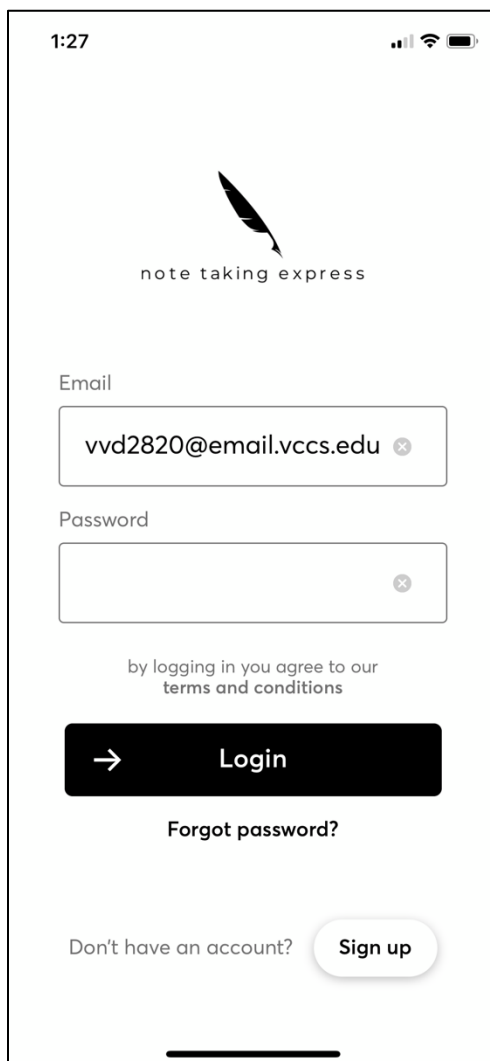 1:27
note taking express
Email
vvd2820@email.vccs.edu
Password
by logging in you agree to our
terms and conditions
Login
Forgot password?
Don't have an account? Sign up